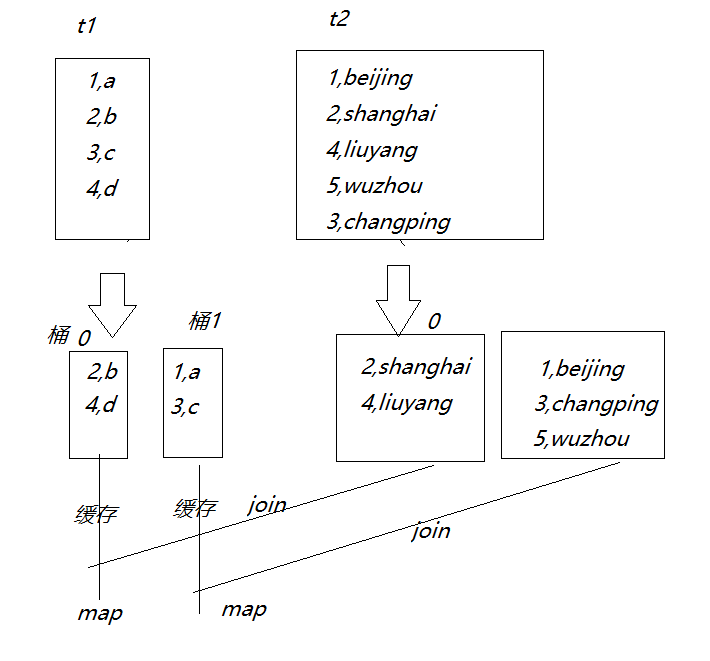 t1
t2
1,a
2,b
3,c
4,d
1,beijing
2,shanghai
4,liuyang
5,wuzhou
3,changping
桶 0
桶1
0
2,b
4,d
1,a
3,c
2,shanghai
4,liuyang
1,beijing
3,changping
5,wuzhou
缓存
缓存
join
join
map
map